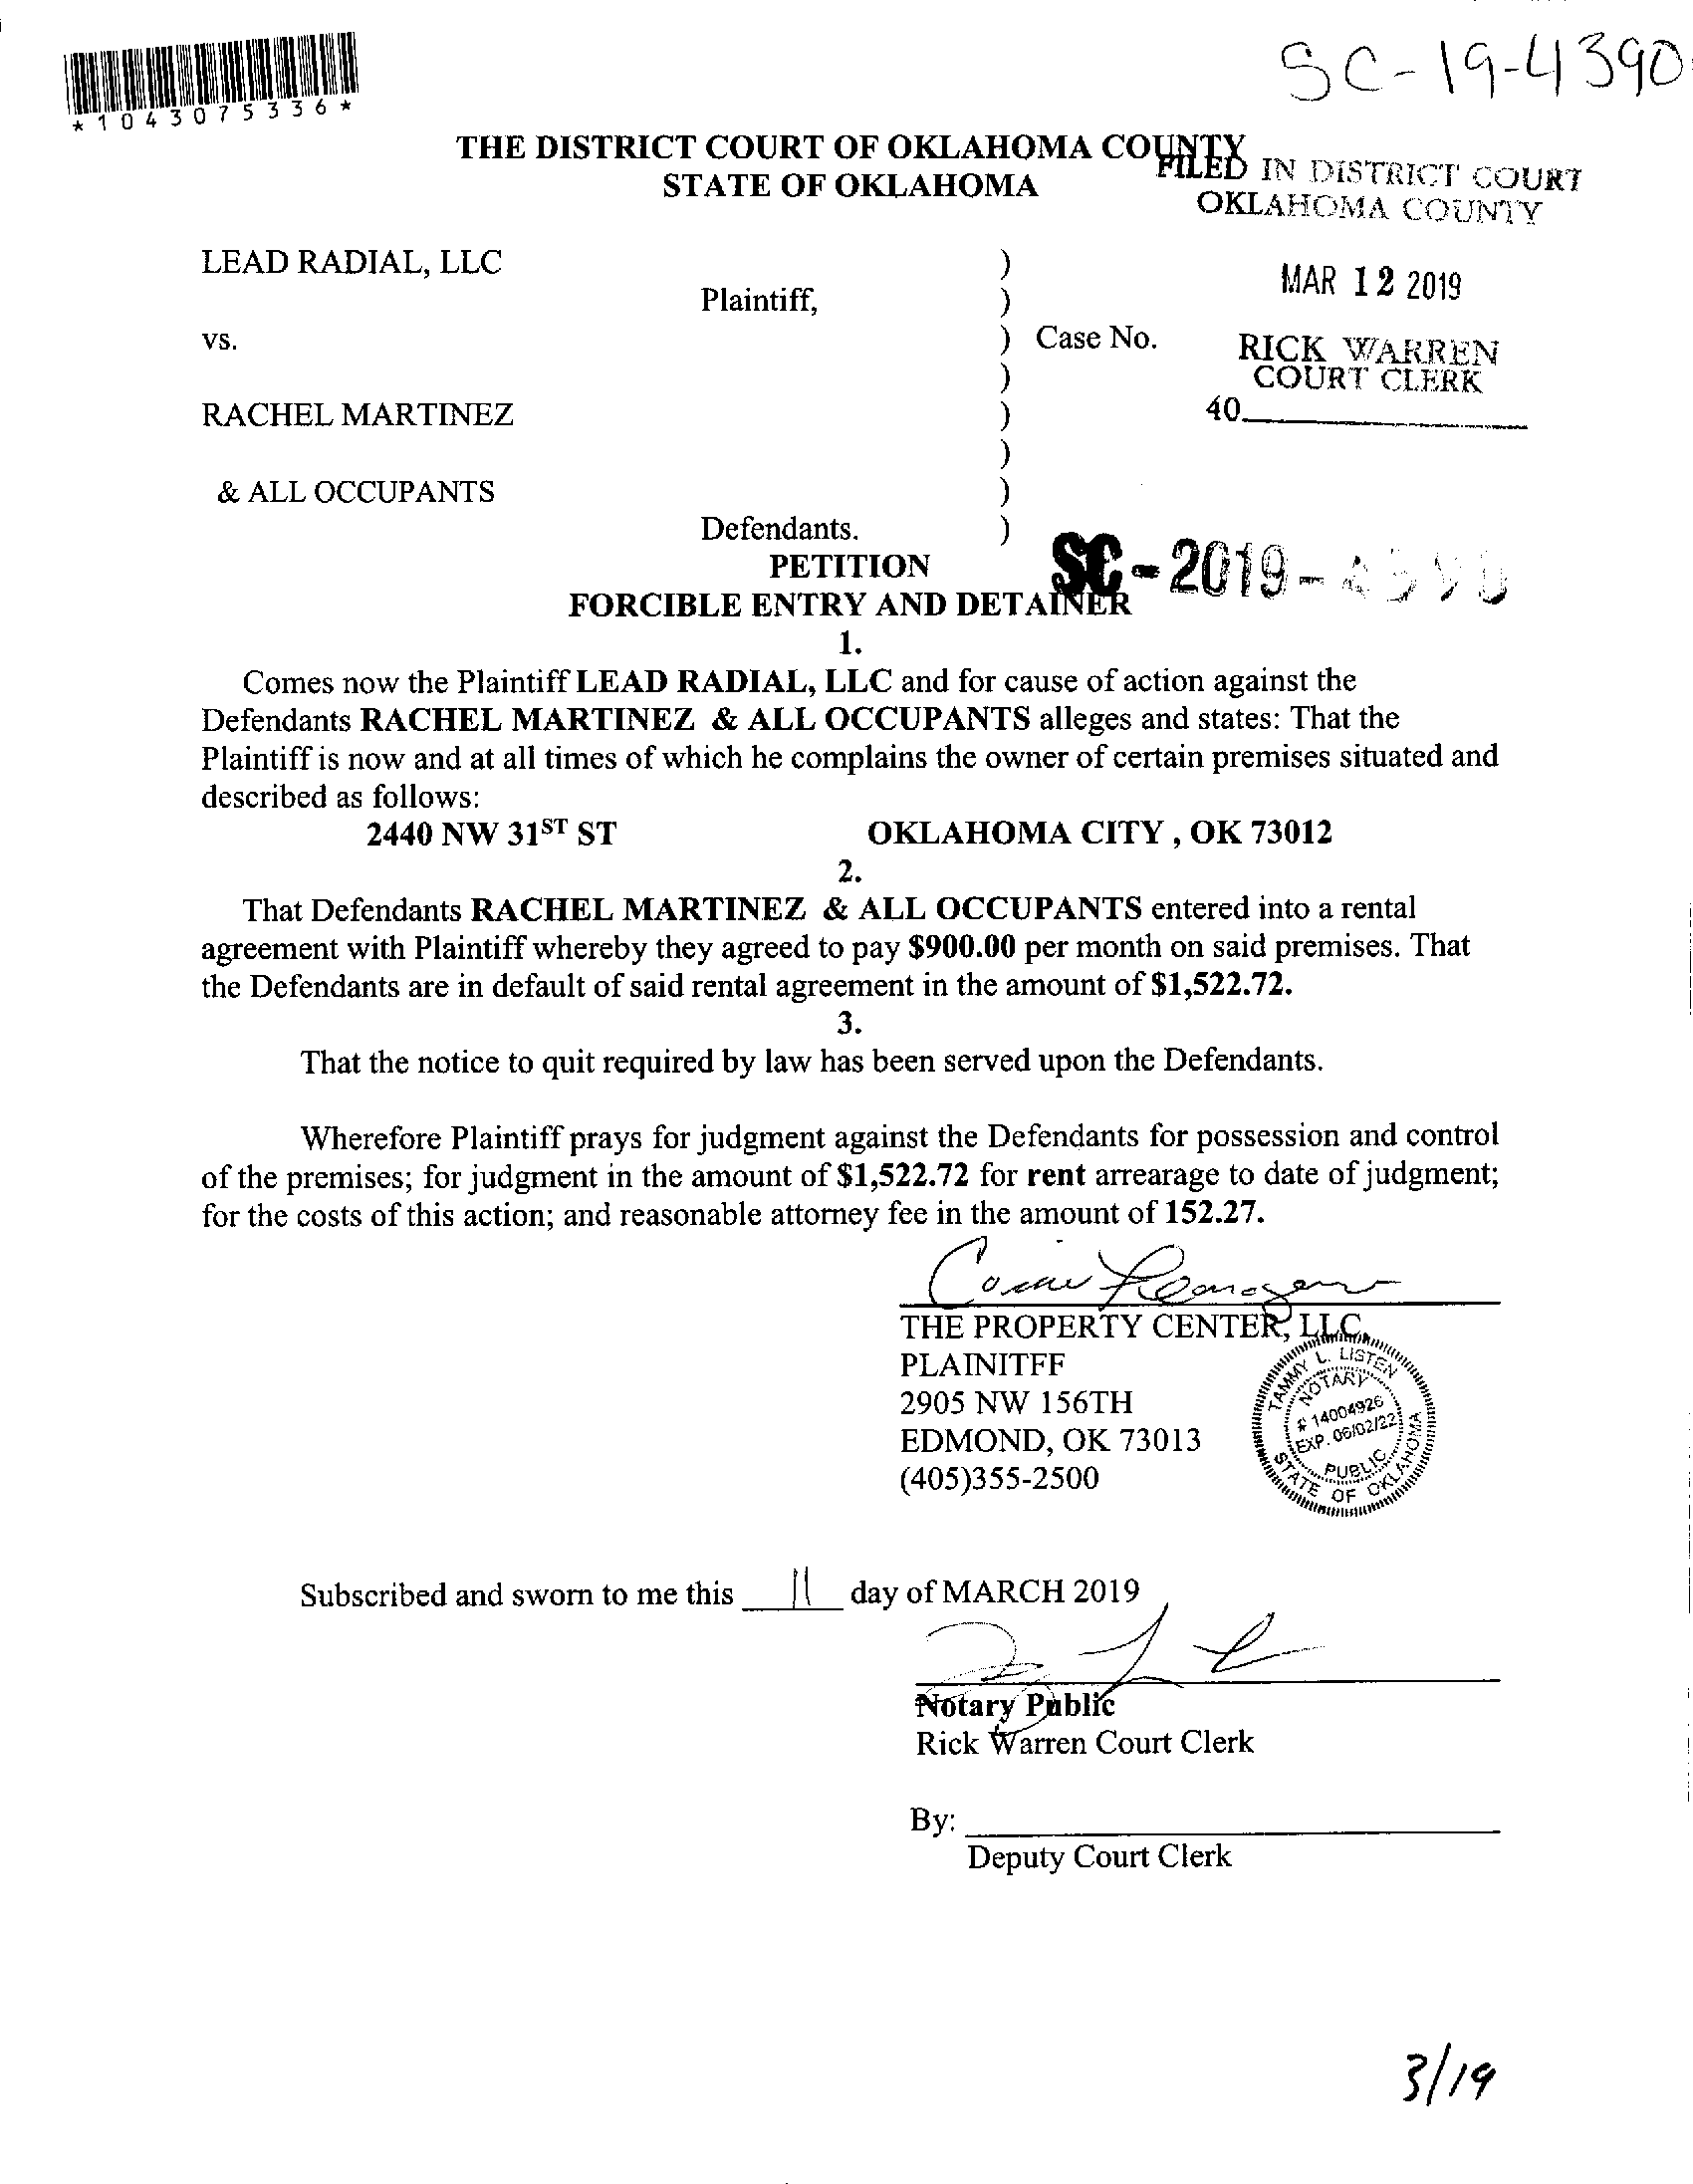 SC-19-4390
*1043075336*
THE DISTRICT COURT OF OKLAHOMA COUNTY
STATE OF OKLAHOMA
FILED IN DISTRICT COURT
OKLAHOMA COUNTY
LEAD RADIAL, LLC )
MAR 12 2019
Plaintiff, )
vs. ) Case No.
RICK WARREN
)
COURT CLERK
RACHEL MARTINEZ )
40
)
& ALL OCCUPANTS )
Defendants. )
PETITION
SC-2019-
FORCIBLE ENTRY AND DETAINER
1.
Comes now the Plaintiff LEAD RADIAL, LLC and for cause of action against the
Defendants RACHEL MARTINEZ & ALL OCCUPANTS alleges and states: That the
Plaintiff is now and at all times of which he complains the owner of certain premises situated and
described as follows:
2440 NW 31ST ST OKLAHOMA CITY , OK 73012
2.
That Defendants RACHEL MARTINEZ & ALL OCCUPANTS entered into a rental
agreement with Plaintiff whereby they agreed to pay $900.00 per month on said premises. That
the Defendants are in default of said rental agreement in the amount of $1,522.72.
3.
That the notice to quit required by law has been served upon the Defendants.
Wherefore Plaintiff prays for judgment against the Defendants for possession and control
of the premises; for judgment in the amount of $1,522.72 for rent arrearage to date of judgment;
for the costs of this action; and reasonable attorney fee in the amount of 152.27.
THE PROPERTY CENTER, LLC,
PLAINITFF
2905 NW 156TH
EDMOND, OK 73013
(405)355-2500
TAMMY L. LISTEN
NOTARY
# 14004926
EXP. 06/02/22
PUBLIC
STATE OF OKLAHOMA
Subscribed and sworn to me this 11 day of MARCH 2019
Notary Public
Rick Warren Court Clerk
By:
Deputy Court Clerk
3/19